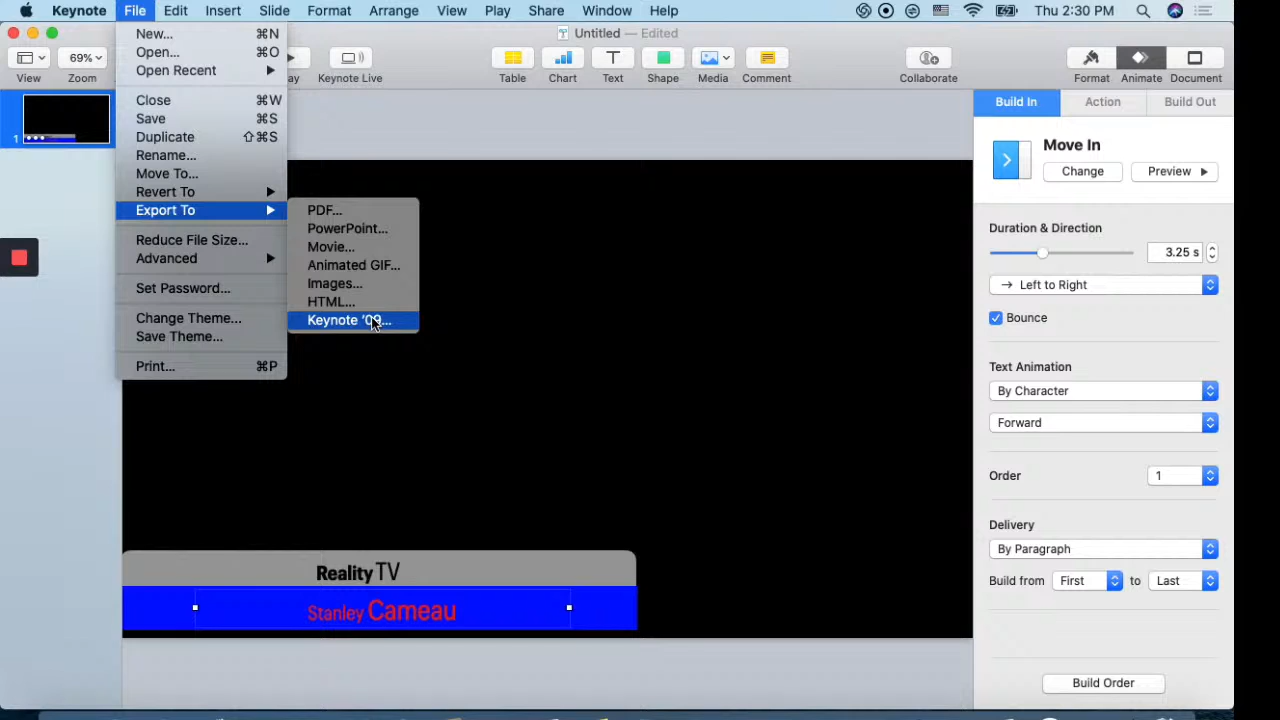 Keynote File Edit Insert Slide Format Arrange View Play Share Window Help Thu 2:30 PM
Untitled — Edited
69%
View Zoom Keynote Live Table Chart Text Shape Media Comment Collaborate Format Animate Document
New... ⌘N
Open... ⌘O
Open Recent
Close ⌘W
Save ⌘S
Duplicate ⇧⌘S
Rename...
Move To...
Revert To
Export To
Reduce File Size...
Advanced
Set Password...
Change Theme...
Save Theme...
Print... ⌘P
PDF...
PowerPoint...
Movie...
Animated GIF...
Images...
HTML...
Keynote '09...
1
Reality TV
Stanley Cameau
Build In Action Build Out
Move In
Change Preview
Duration & Direction
3.25 s
Left to Right
Bounce
Text Animation
By Character
Forward
Order 1
Delivery
By Paragraph
Build from First to Last
Build Order